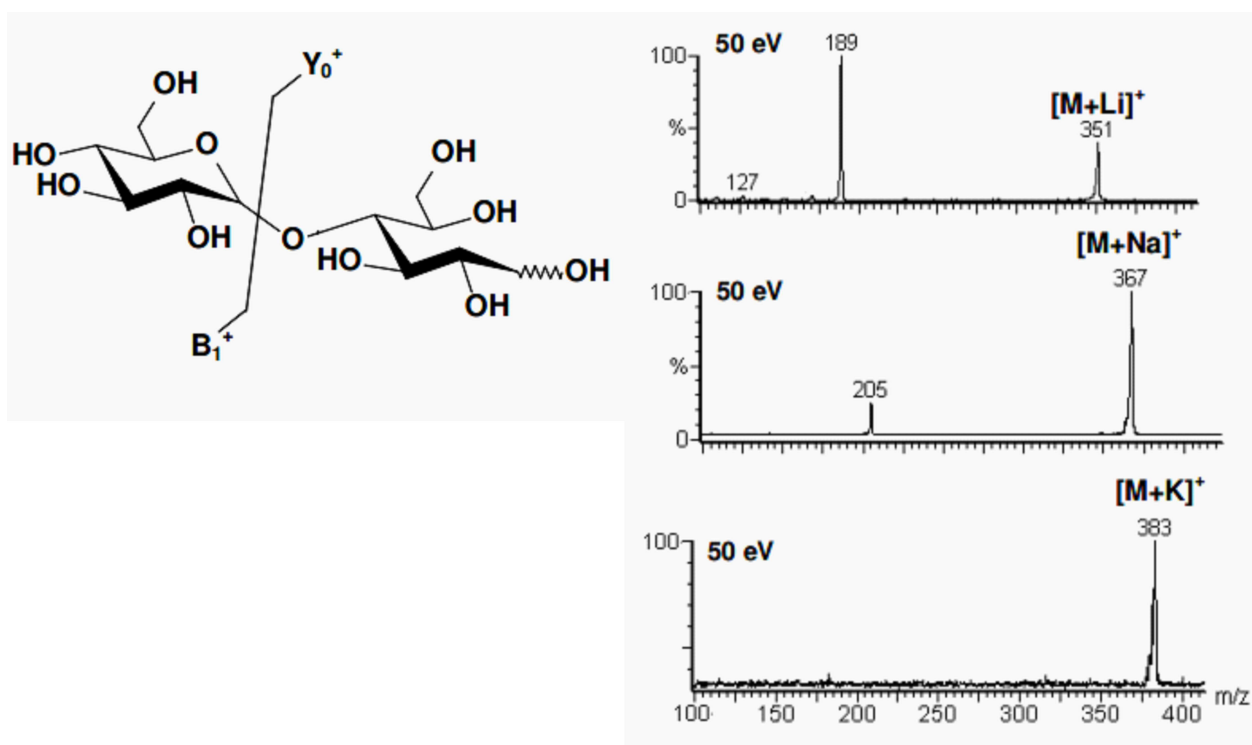 Y0+
OH
HO
O
HO
OH
O
OH
OH
HO
OH
OH
B1+
50 eV
189
100
[M+Li]+
351
%
127
0
[M+Na]+
367
50 eV
100
%
205
0
[M+K]+
383
50 eV
100
100 150 200 250 300 350 400 m/z